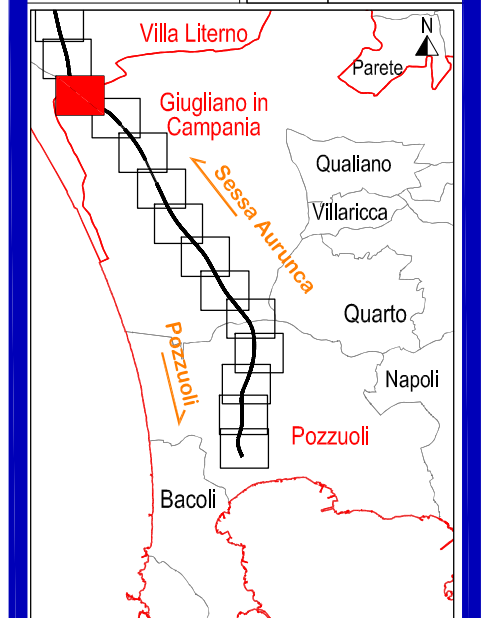 N
Villa Literno
Parete
Giugliano in
Campania
Qualiano
Sessa Aurunca
Villaricca
Quarto
Pozzuoli
Napoli
Pozzuoli
Bacoli